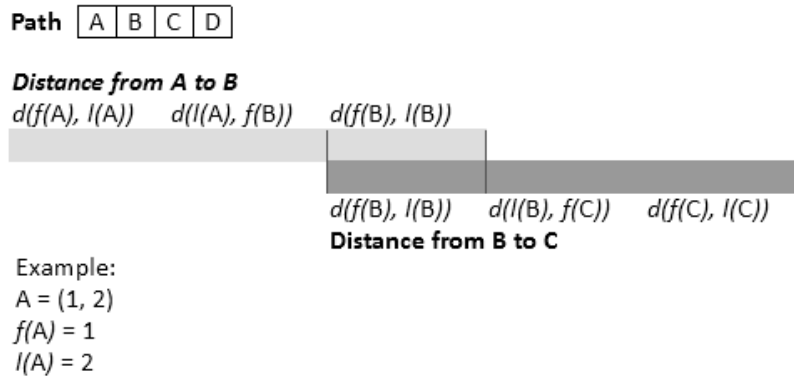 Path A B C D
Distance from A to B
d(f(A), l(A)) d(l(A), f(B)) d(f(B), l(B))
d(f(B), l(B)) d(l(B), f(C)) d(f(C), l(C))
Distance from B to C
Example:
A = (1, 2)
f(A) = 1
l(A) = 2